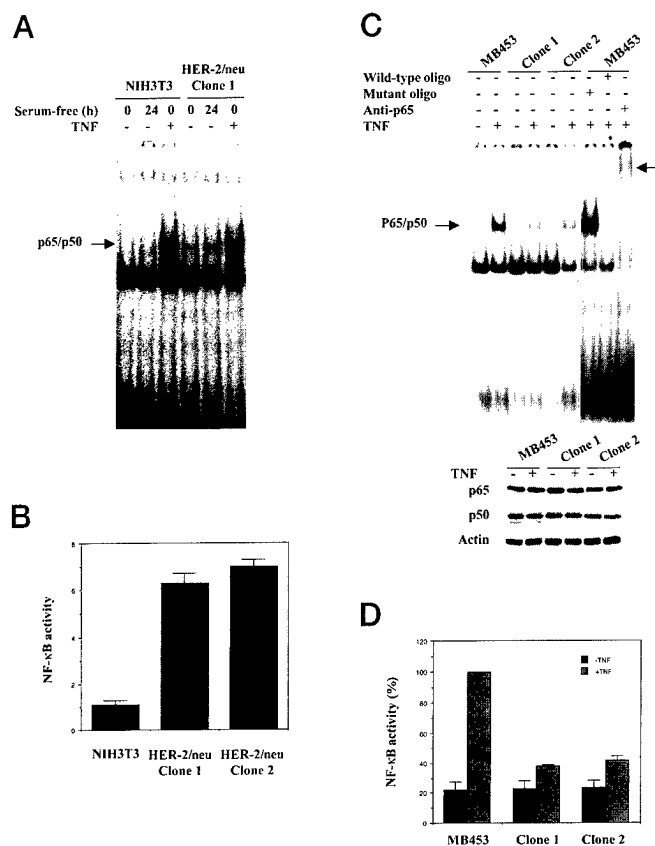 A
NIH3T3
HER-2/neu
Clone 1
Serum-free (h) 0 24 0 0 24 0
TNF + +
p65/p50
B
NF-κB activity
8
6
4
2
0
NIH3T3
HER-2/neu
Clone 1
HER-2/neu
Clone 2
C
MB453 Clone 1 Clone 2 MB453
Wild-type oligo +
Mutant oligo +
Anti-p65 +
TNF - + - + - + + + +
P65/p50
MB453 Clone 1 Clone 2
TNF - + - + - +
p65
p50
Actin
D
NF-κB activity (%)
120
100
80
60
40
20
0
-TNF
+TNF
MB453 Clone 1 Clone 2